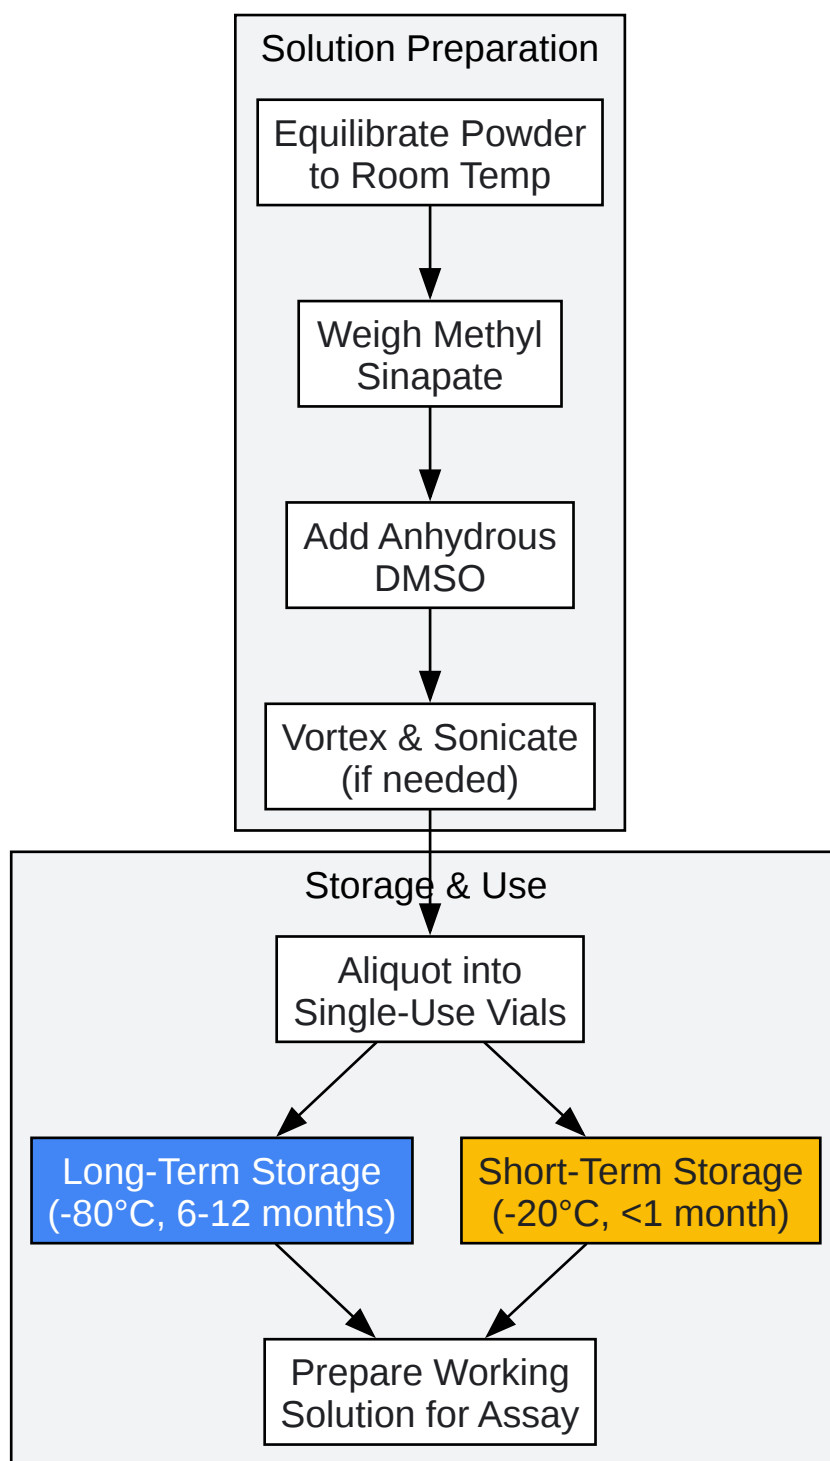 Solution Preparation
Equilibrate Powder
to Room Temp
Weigh Methyl
Sinapate
Add Anhydrous
DMSO
Vortex & Sonicate
(if needed)
Storage & Use
Aliquot into
Single-Use Vials
Long-Term Storage
(-80°C, 6-12 months)
Short-Term Storage
(-20°C, <1 month)
Prepare Working
Solution for Assay